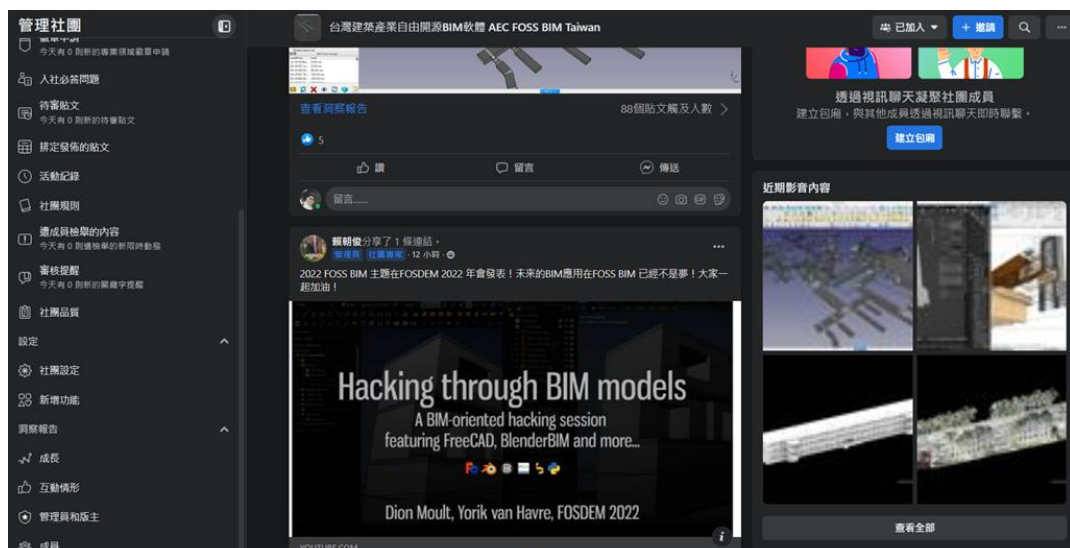 管理社團
今天有 0 則新的專業領域徽章申請
入社必答問題
待審貼文
今天有 0 則新的待審貼文
排定發佈的貼文
活動紀錄
社團規則
遭成員檢舉的內容
今天有 0 則遭檢舉的新限時動態
審核提醒
今天有 0 則新的關鍵字提醒
社團品質
設定
社團設定
新增功能
洞察報告
成長
互動情形
管理員和版主
成員
台灣建築產業自由開源BIM軟體 AEC FOSS BIM Taiwan
已加入
+ 邀請
查看洞察報告
88個貼文觸及人數
5
讚
留言
傳送
留言......
賴朝俊分享了 1 條連結。
管理員 社團專家 · 12 小時 ·
2022 FOSS BIM 主題在FOSDEM 2022 年會發表！未來的BIM應用在FOSS BIM 已經不是夢！大家一
起加油！
Hacking through BIM models
A BIM-oriented hacking session
featuring FreeCAD, BlenderBIM and more...
Dion Moult, Yorik van Havre, FOSDEM 2022
YOUTUBE.COM
透過視訊聊天凝聚社團成員
建立包廂，與其他成員透過視訊聊天即時聯繫。
建立包廂
近期影音內容
查看全部